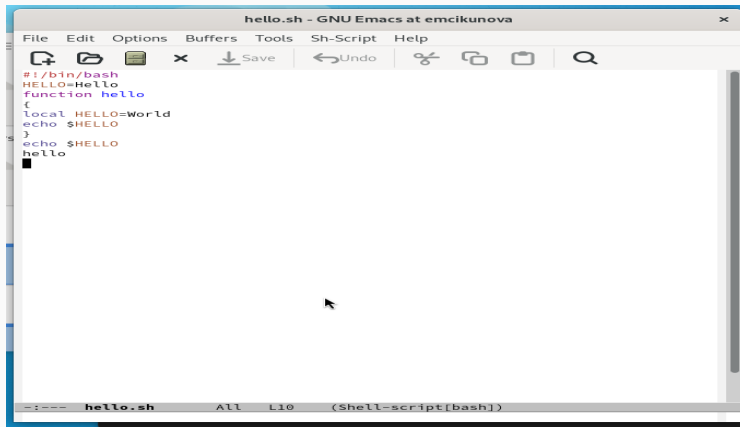 hello.sh - GNU Emacs at emcikunova
File Edit Options Buffers Tools Sh-Script Help
Save Undo
#!/bin/bash
HELLO=Hello
function hello
{
local HELLO=World
echo $HELLO
}
echo $HELLO
hello
-:--- hello.sh All L10 (Shell-script[bash])